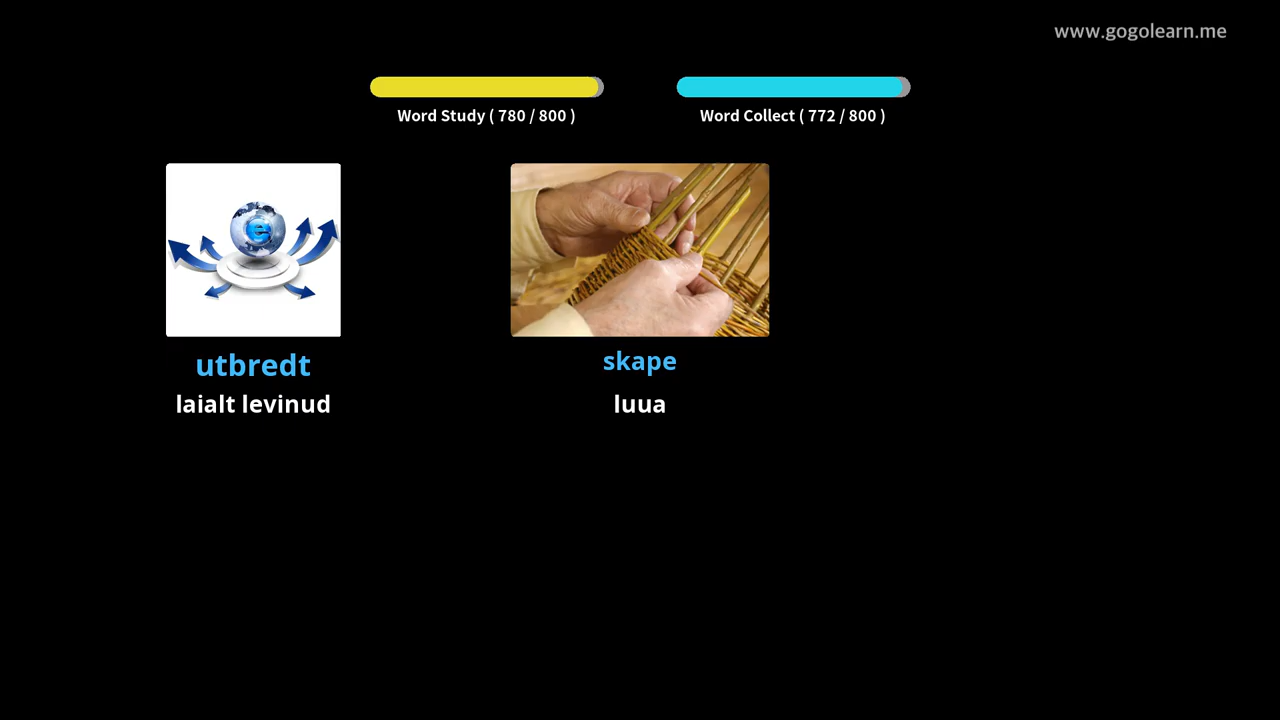 www.gogolearn.me
Word Study ( 780 / 800 )
Word Collect ( 772 / 800 )
e
utbredt
skape
laialt levinud
luua